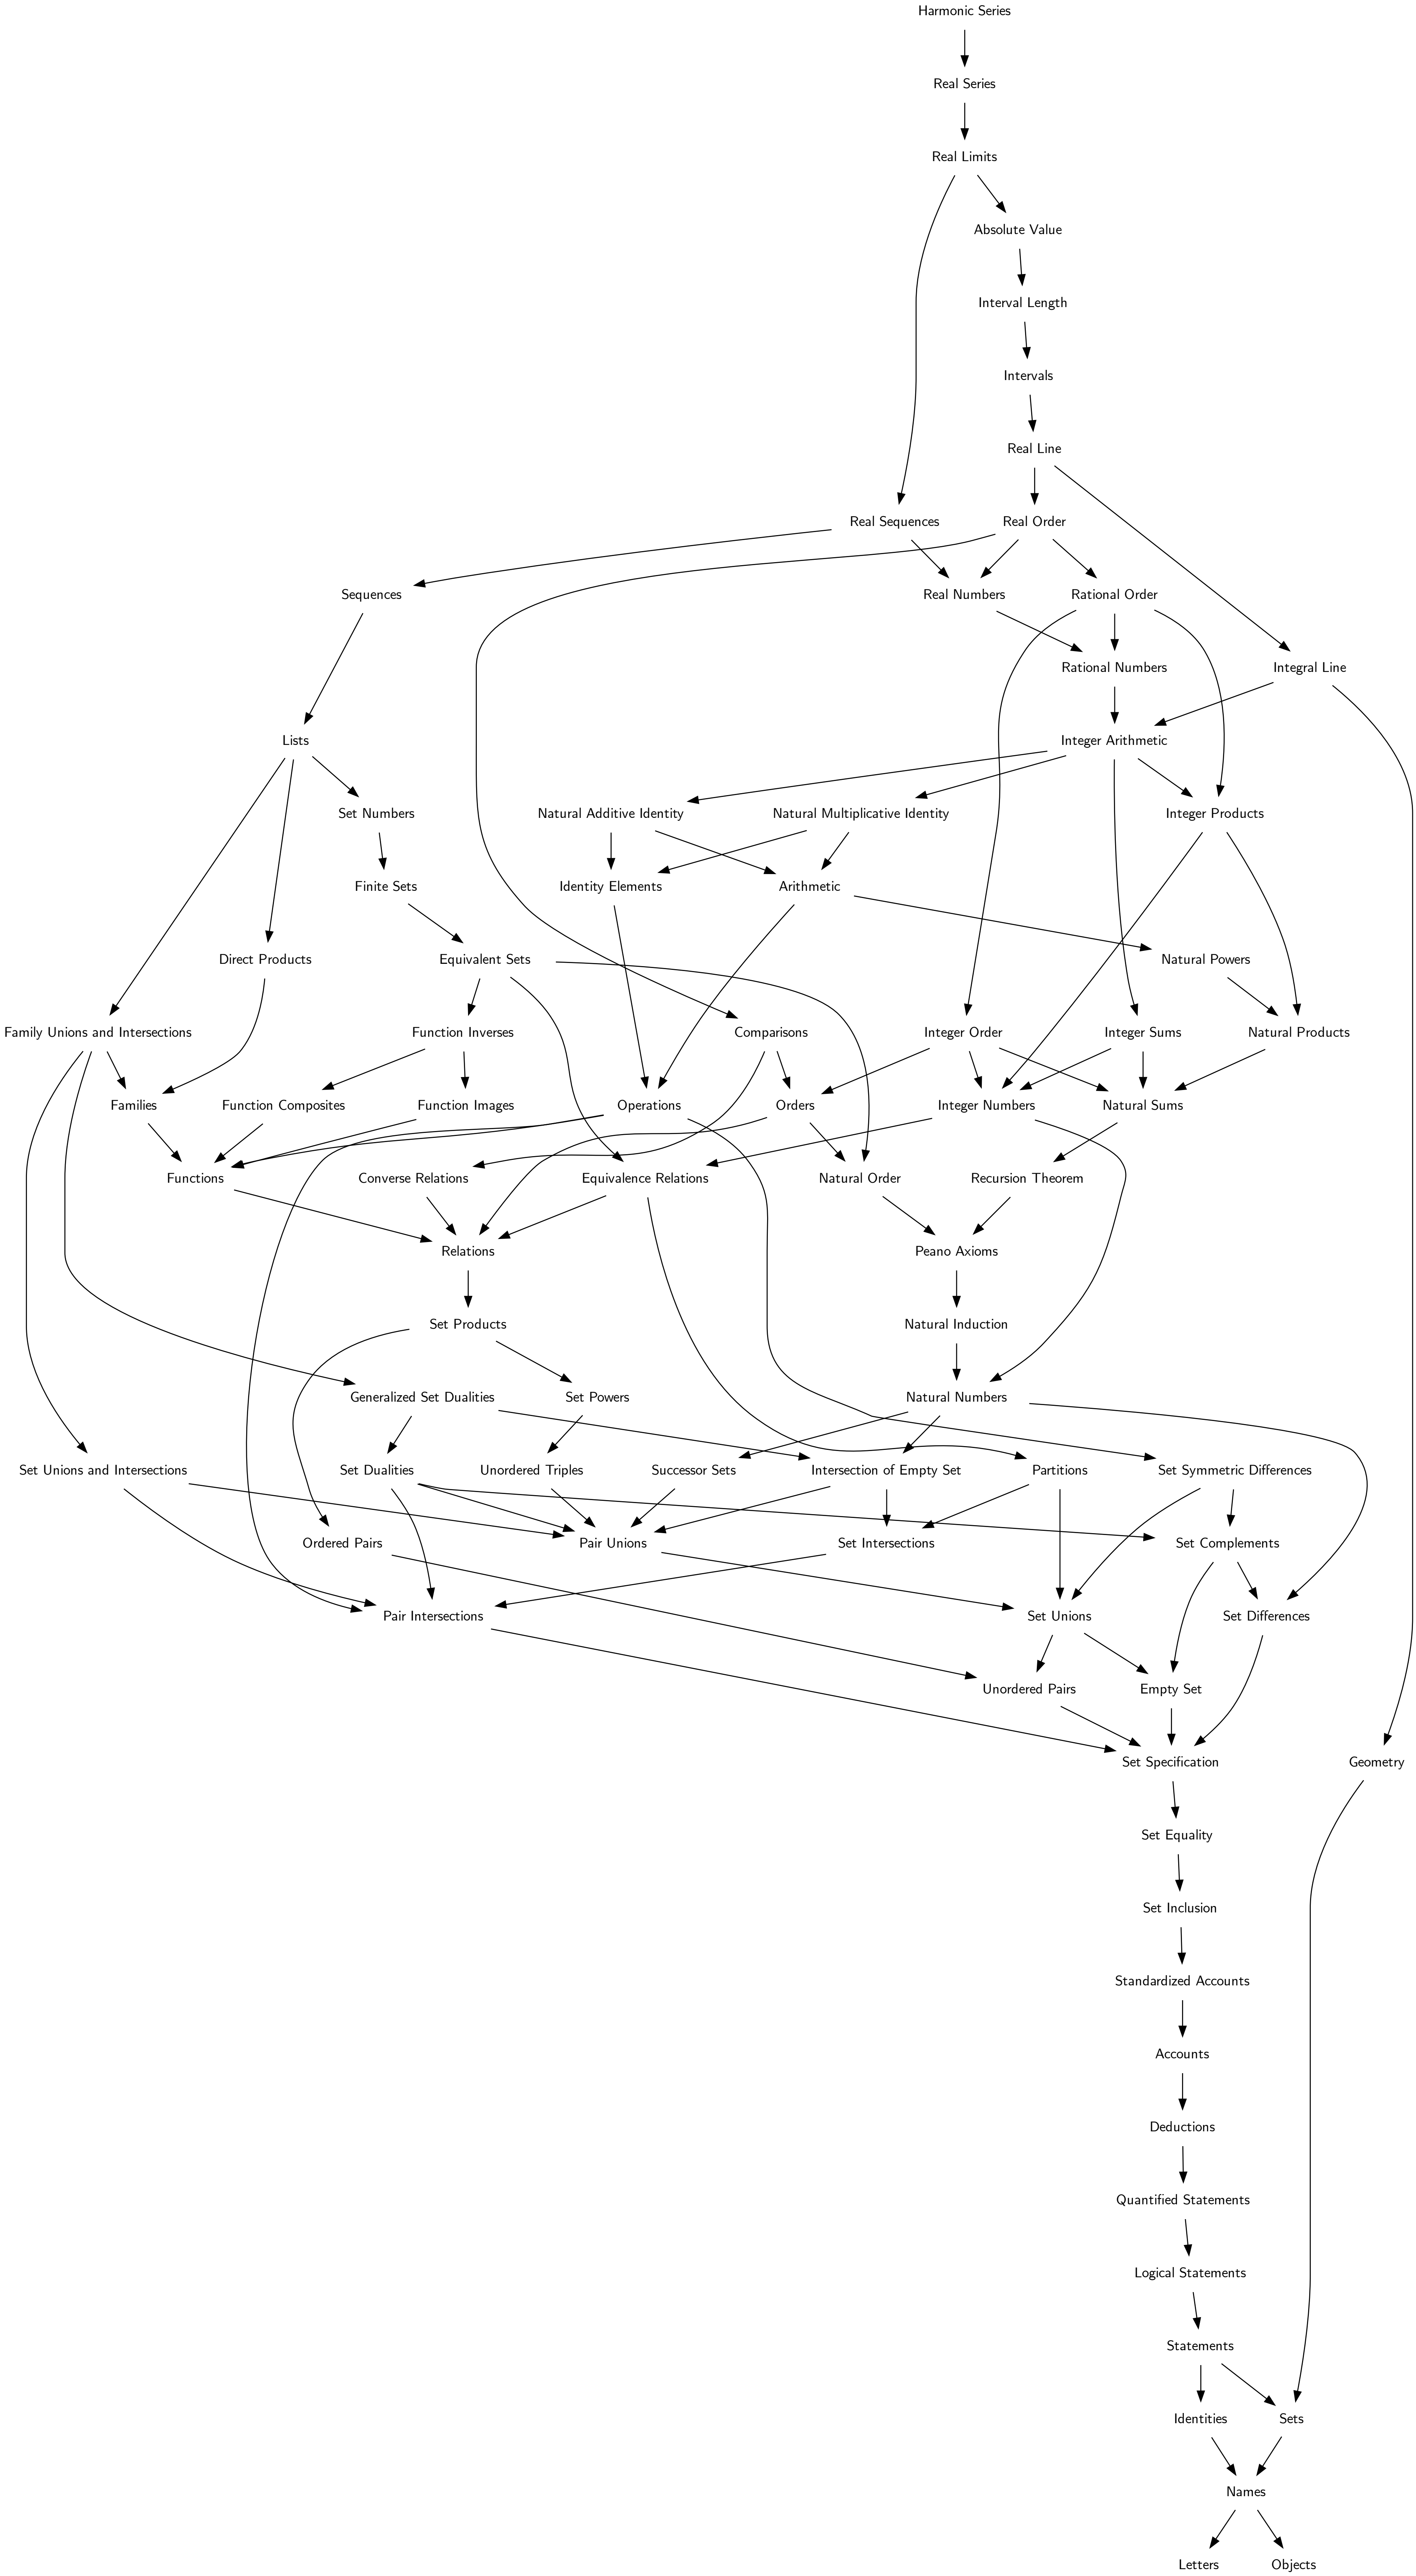 Harmonic Series
Real Series
Real Limits
Absolute Value
Interval Length
Intervals
Real Line
Real Sequences
Real Order
Sequences
Real Numbers
Rational Order
Rational Numbers
Integral Line
Lists
Integer Arithmetic
Set Numbers
Natural Additive Identity
Natural Multiplicative Identity
Integer Products
Finite Sets
Identity Elements
Arithmetic
Direct Products
Equivalent Sets
Natural Powers
Family Unions and Intersections
Function Inverses
Comparisons
Integer Order
Integer Sums
Natural Products
Families
Function Composites
Function Images
Operations
Orders
Integer Numbers
Natural Sums
Functions
Converse Relations
Equivalence Relations
Natural Order
Recursion Theorem
Relations
Peano Axioms
Set Products
Natural Induction
Generalized Set Dualities
Set Powers
Natural Numbers
Set Unions and Intersections
Set Dualities
Unordered Triples
Successor Sets
Intersection of Empty Set
Partitions
Set Symmetric Differences
Ordered Pairs
Pair Unions
Set Intersections
Set Complements
Pair Intersections
Set Unions
Set Differences
Unordered Pairs
Empty Set
Set Specification
Geometry
Set Equality
Set Inclusion
Standardized Accounts
Accounts
Deductions
Quantified Statements
Logical Statements
Statements
Identities
Sets
Names
Letters
Objects